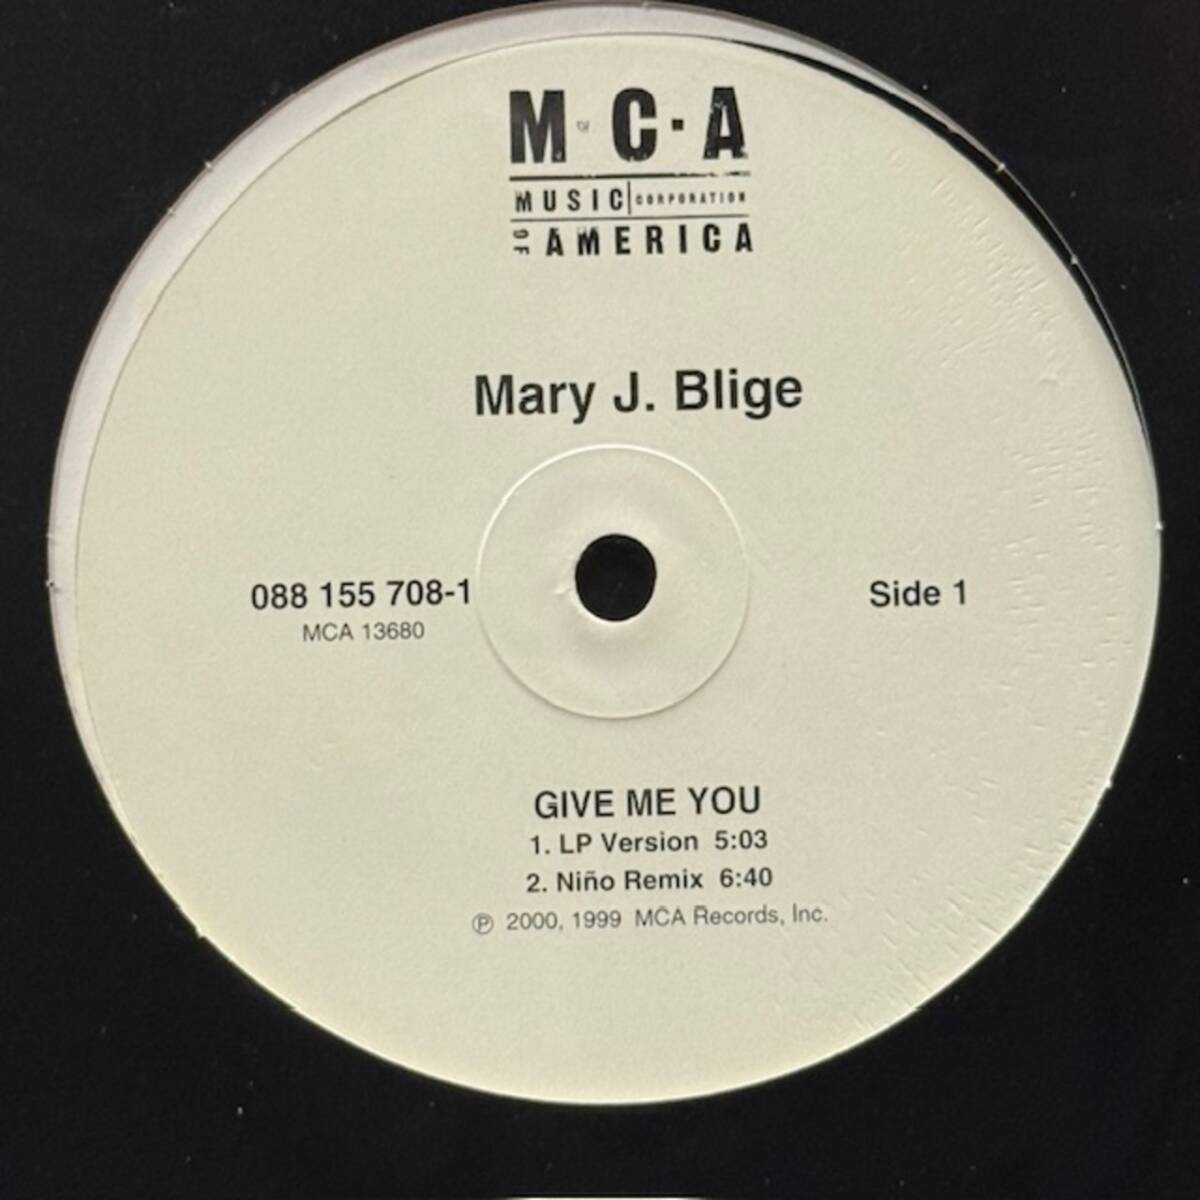 M·C·A
MUSIC CORPORATION
OF AMERICA
Mary J. Blige
088 155 708-1
MCA 13680
Side 1
GIVE ME YOU
1. LP Version 5:03
2. Niño Remix 6:40
℗ 2000, 1999 MCA Records, Inc.